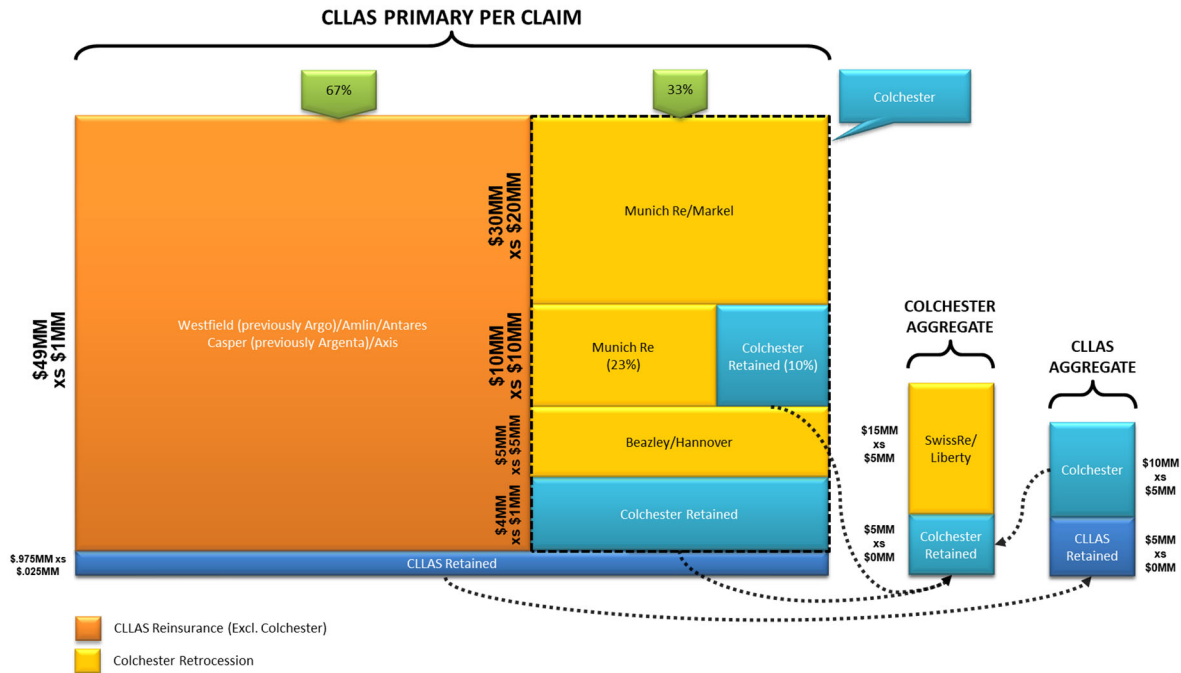 CLLAS PRIMARY PER CLAIM
67%
33%
Colchester
$49MM
xs $1MM
Westfield (previously Argo)/Amlin/Antares
Casper (previously Argenta)/Axis
$30MM
xs $20MM
Munich Re/Markel
$10MM
xs $10MM
Munich Re
(23%)
Colchester
Retained (10%)
$5MM
xs $5MM
Beazley/Hannover
$4MM
xs $1MM
Colchester Retained
$.975MM xs
$.025MM
CLLAS Retained
COLCHESTER
AGGREGATE
$15MM
xs
$5MM
SwissRe/
Liberty
$5MM
xs
$0MM
Colchester
Retained
CLLAS
AGGREGATE
Colchester
$10MM
xs
$5MM
CLLAS
Retained
$5MM
xs
$0MM
CLLAS Reinsurance (Excl. Colchester)
Colchester Retrocession